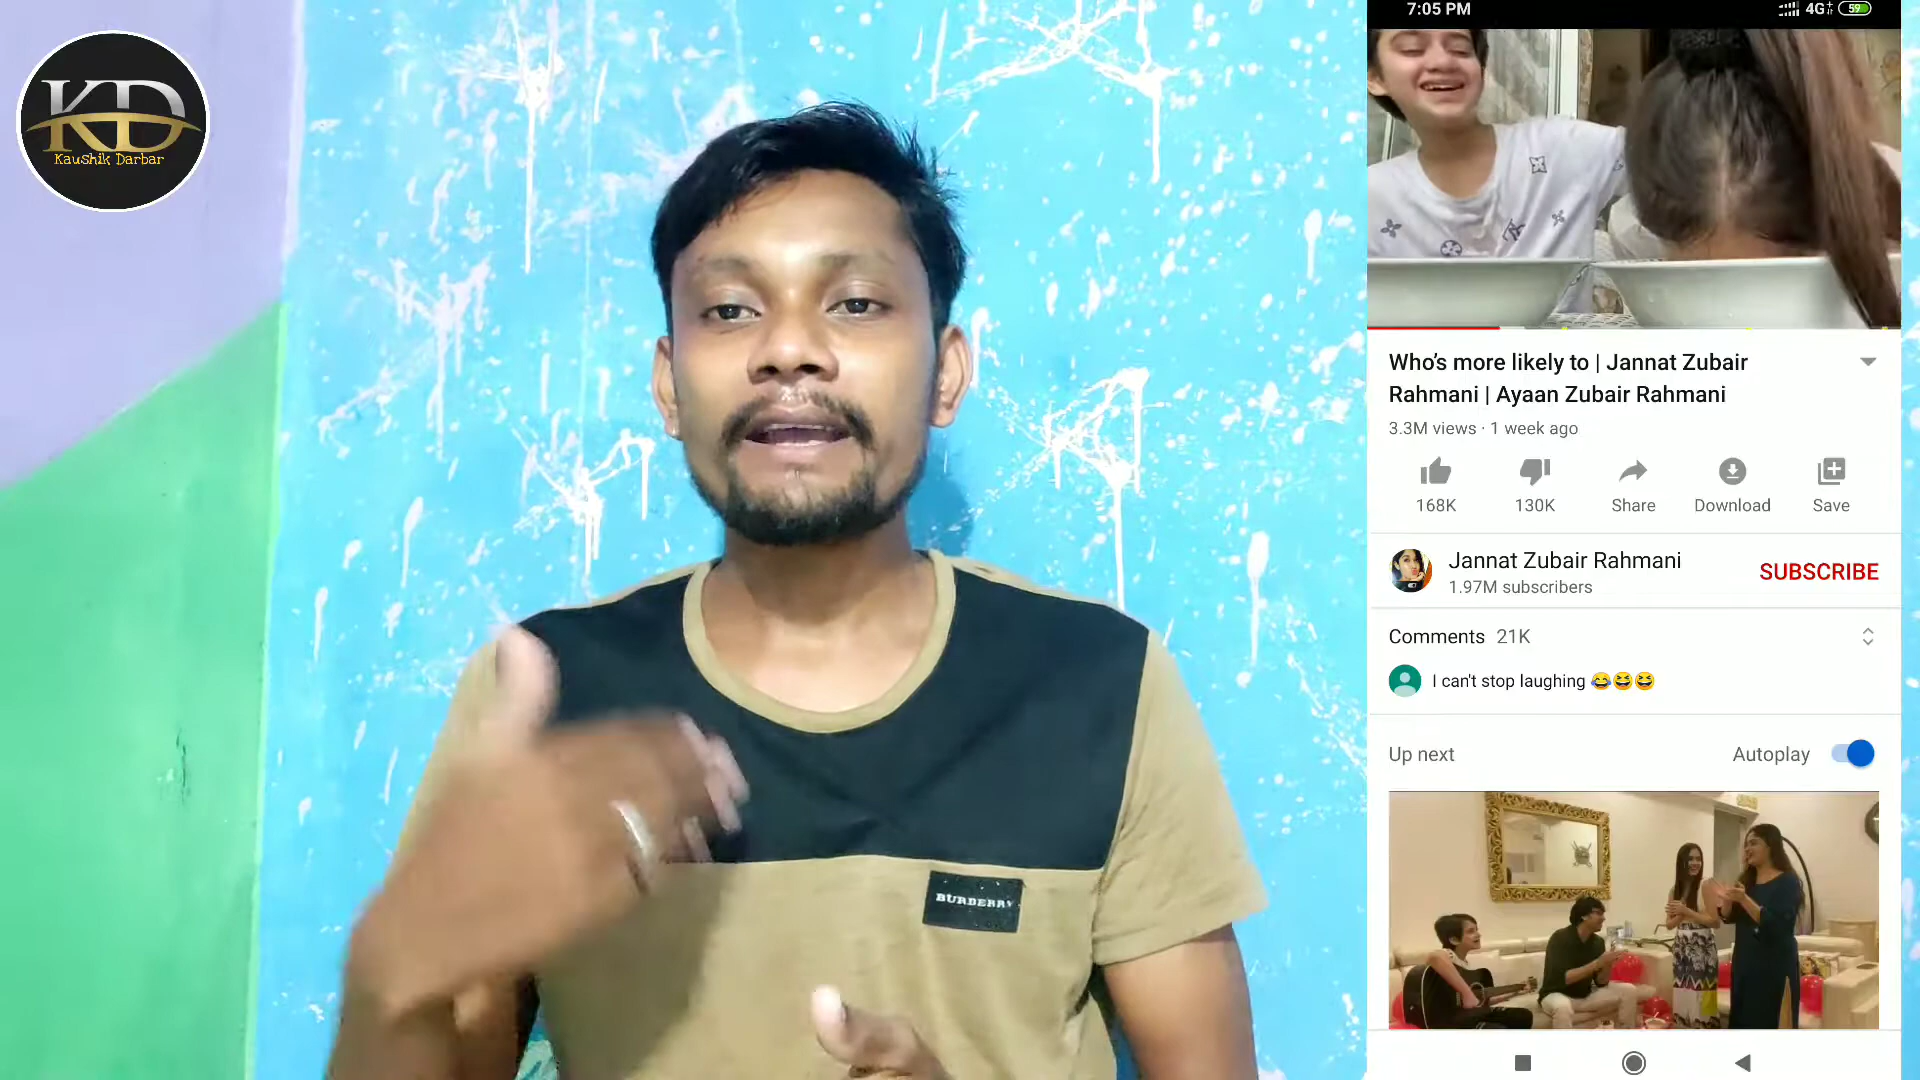 KD
Kaushik Darbar
BURBERRY
7:05 PM
4G+ 59
Who's more likely to | Jannat Zubair
Rahmani | Ayaan Zubair Rahmani
3.3M views · 1 week ago
168K
130K
Share
Download
Save
Jannat Zubair Rahmani
1.97M subscribers
SUBSCRIBE
Comments 21K
I can't stop laughing 😂😆😆
Up next
Autoplay